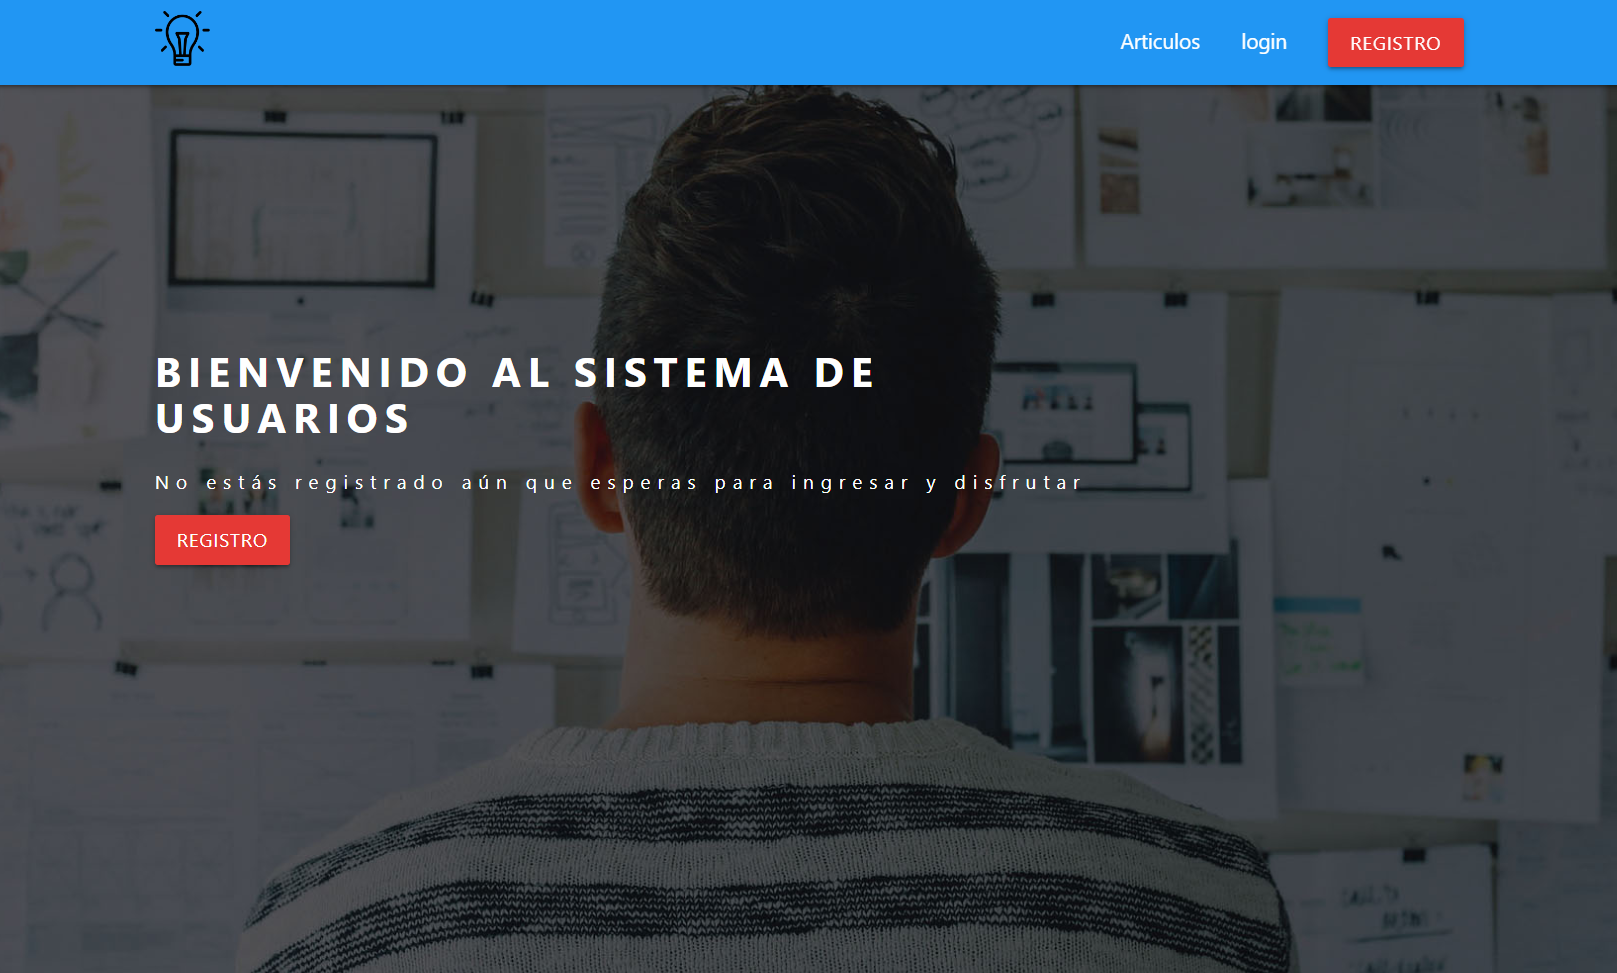 Articulos login REGISTRO
BIENVENIDO AL SISTEMA DE
USUARIOS
No estás registrado aún que esperas para ingresar y disfrutar
REGISTRO